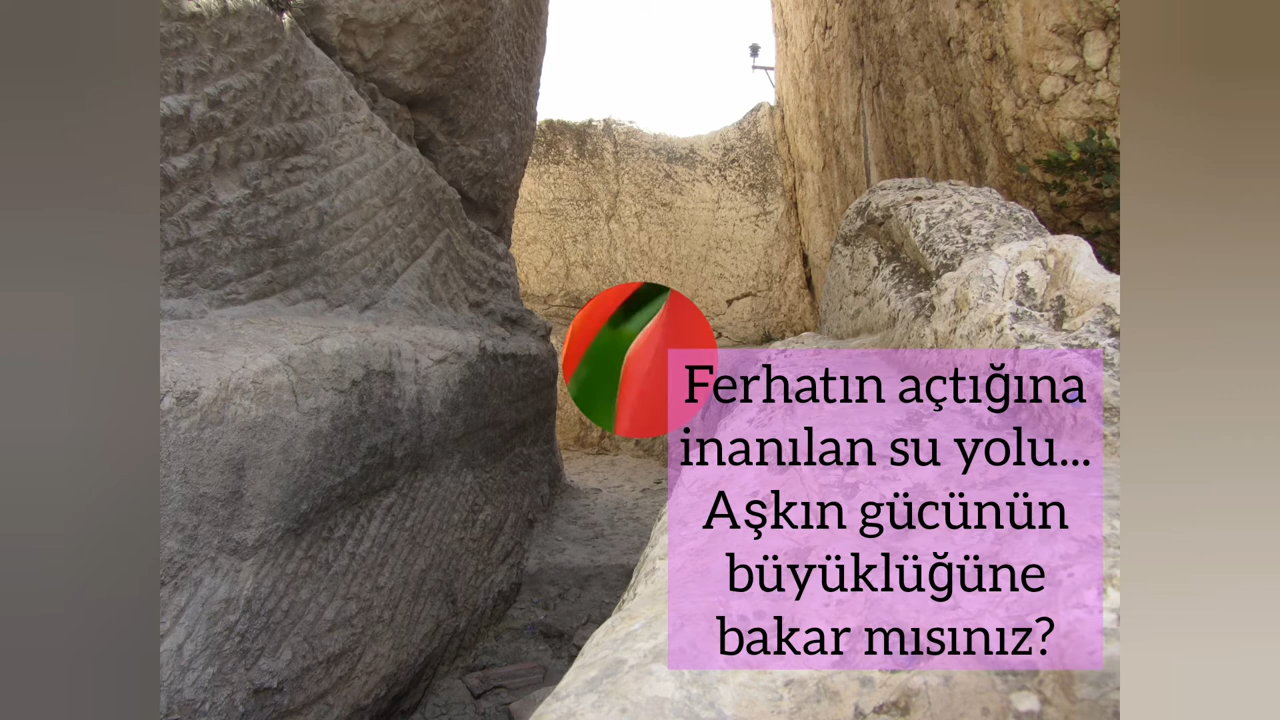 Ferhatın açtığına
inanılan su yolu...
Aşkın gücünün
büyüklüğüne
bakar mısınız?